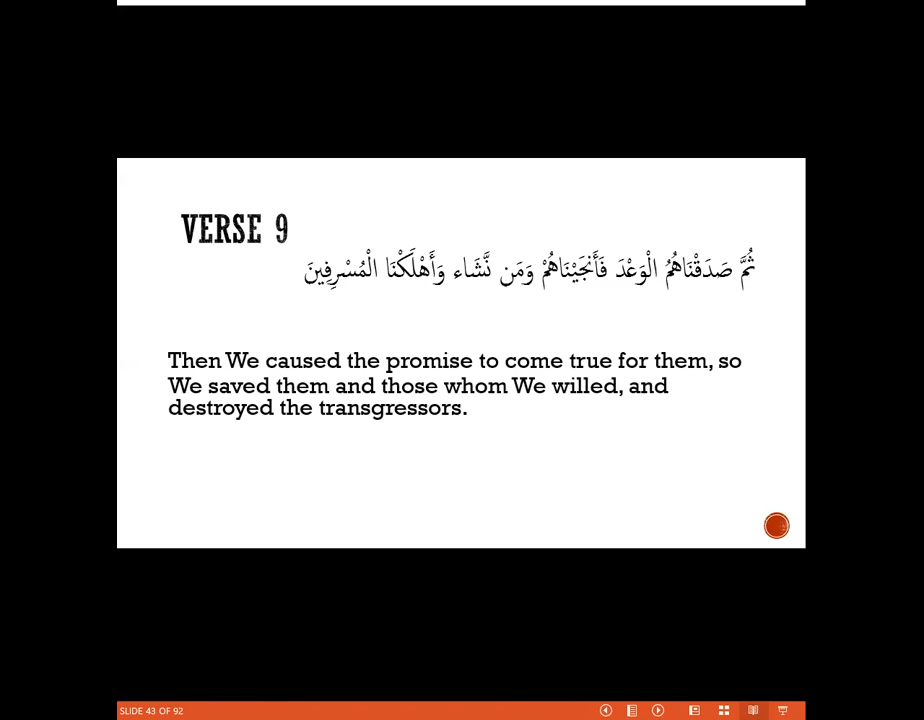 VERSE 9
ثُمَّ صَدَقْنَاهُمُ الْوَعْدَ فَأَنجَيْنَاهُمْ وَمَن نَّشَاء وَأَهْلَكْنَا الْمُسْرِفِينَ
Then We caused the promise to come true for them, so
We saved them and those whom We willed, and
destroyed the transgressors.
SLIDE 43 OF 92